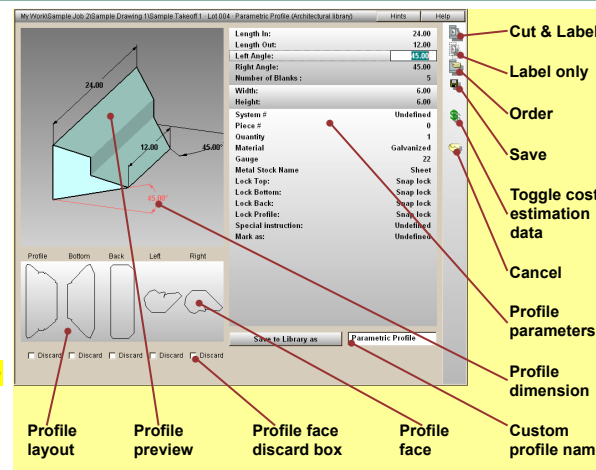 My Work\Sample Job 2\Sample Drawing 1\Sample Takeoff 1 - Lot 004 - Parametric Profile (Architectural library)
Hints
Help
24.00
12.00
45.00°
45.00°
Length In: 24.00
Length Out: 12.00
Left Angle: 45.00
Right Angle: 45.00
Number of Blanks : 5
Width: 6.00
Height: 6.00
System # Undefined
Piece # 0
Quantity 1
Material Galvanized
Gauge 22
Metal Stock Name Sheet
Lock Top: Snap lock
Lock Bottom: Snap lock
Lock Back: Snap lock
Lock Profile: Snap lock
Special instruction: Undefined
Mark as: Undefined
Profile Bottom Back Left Right
Save to Library as
Parametric Profile
Discard Discard Discard Discard Discard
Cut & Label
Label only
Order
Save
Toggle cost
estimation
data
Cancel
Profile
parameters
Profile
dimension
Profile
layout
Profile
preview
Profile face
discard box
Profile
face
Custom
profile nam